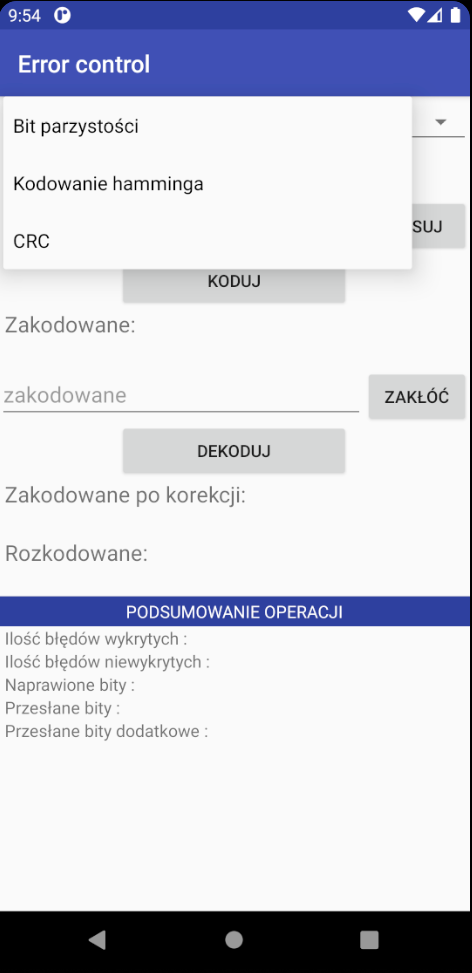 9:54
Error control
Bit parzystości
Kodowanie hamminga
CRC
SUJ
KODUJ
Zakodowane:
zakodowane
ZAKŁÓĆ
DEKODUJ
Zakodowane po korekcji:
Rozkodowane:
PODSUMOWANIE OPERACJI
Ilość błędów wykrytych :
Ilość błędów niewykrytych :
Naprawione bity :
Przesłane bity :
Przesłane bity dodatkowe :